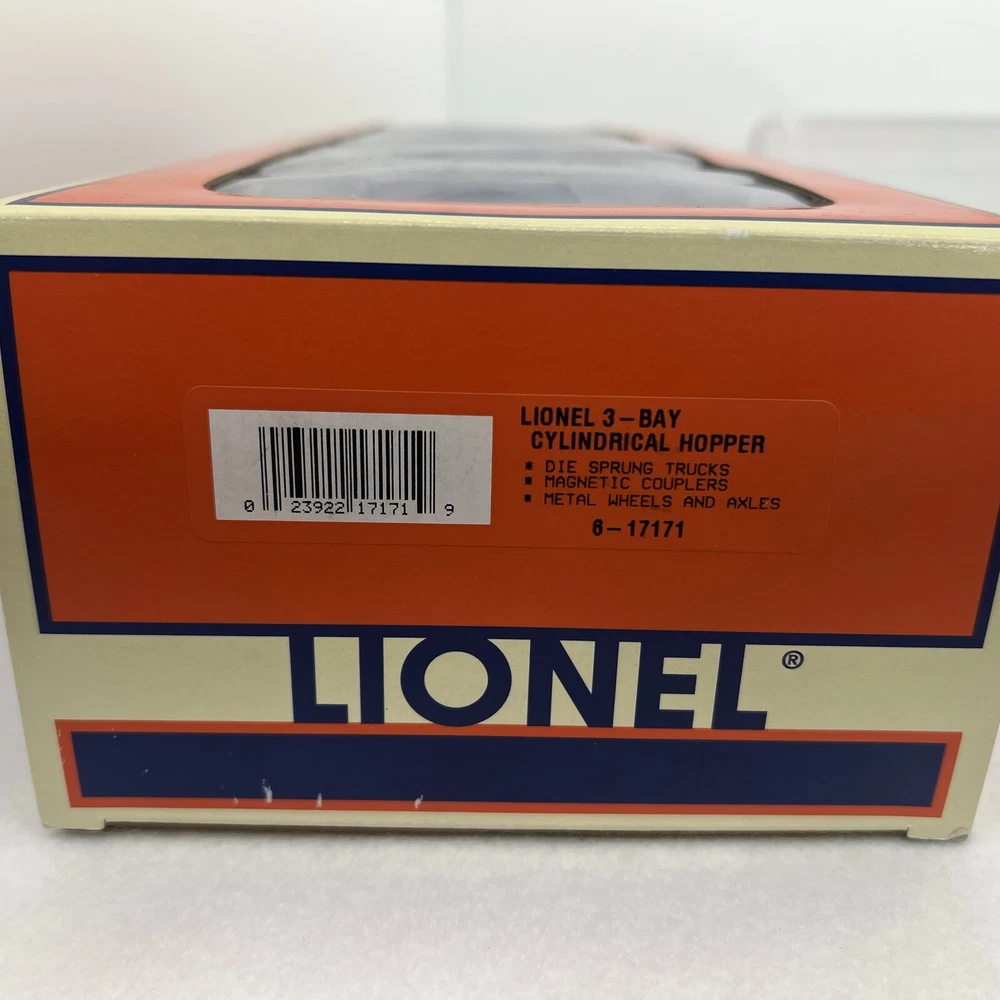 LIONEL 3-BAY
CYLINDRICAL HOPPER
* DIE SPRUNG TRUCKS
* MAGNETIC COUPLERS
* METAL WHEELS AND AXLES
6-17171
0 23922 17171 9
LIONEL®